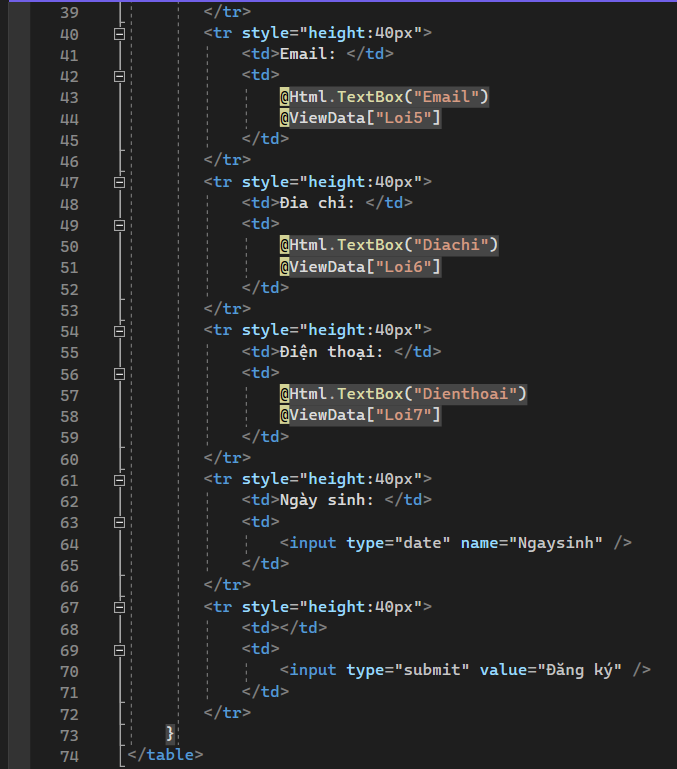 39 </tr>
40 <tr style="height:40px">
41 <td>Email: </td>
42 <td>
43 @Html.TextBox("Email")
44 @ViewData["Loi5"]
45 </td>
46 </tr>
47 <tr style="height:40px">
48 <td>Đia chi: </td>
49 <td>
50 @Html.TextBox("Diachi")
51 @ViewData["Loi6"]
52 </td>
53 </tr>
54 <tr style="height:40px">
55 <td>Điện thoại: </td>
56 <td>
57 @Html.TextBox("Dienthoai")
58 @ViewData["Loi7"]
59 </td>
60 </tr>
61 <tr style="height:40px">
62 <td>Ngày sinh: </td>
63 <td>
64 <input type="date" name="Ngaysinh" />
65 </td>
66 </tr>
67 <tr style="height:40px">
68 <td></td>
69 <td>
70 <input type="submit" value="Đăng ký" />
71 </td>
72 </tr>
73 }
74 </table>